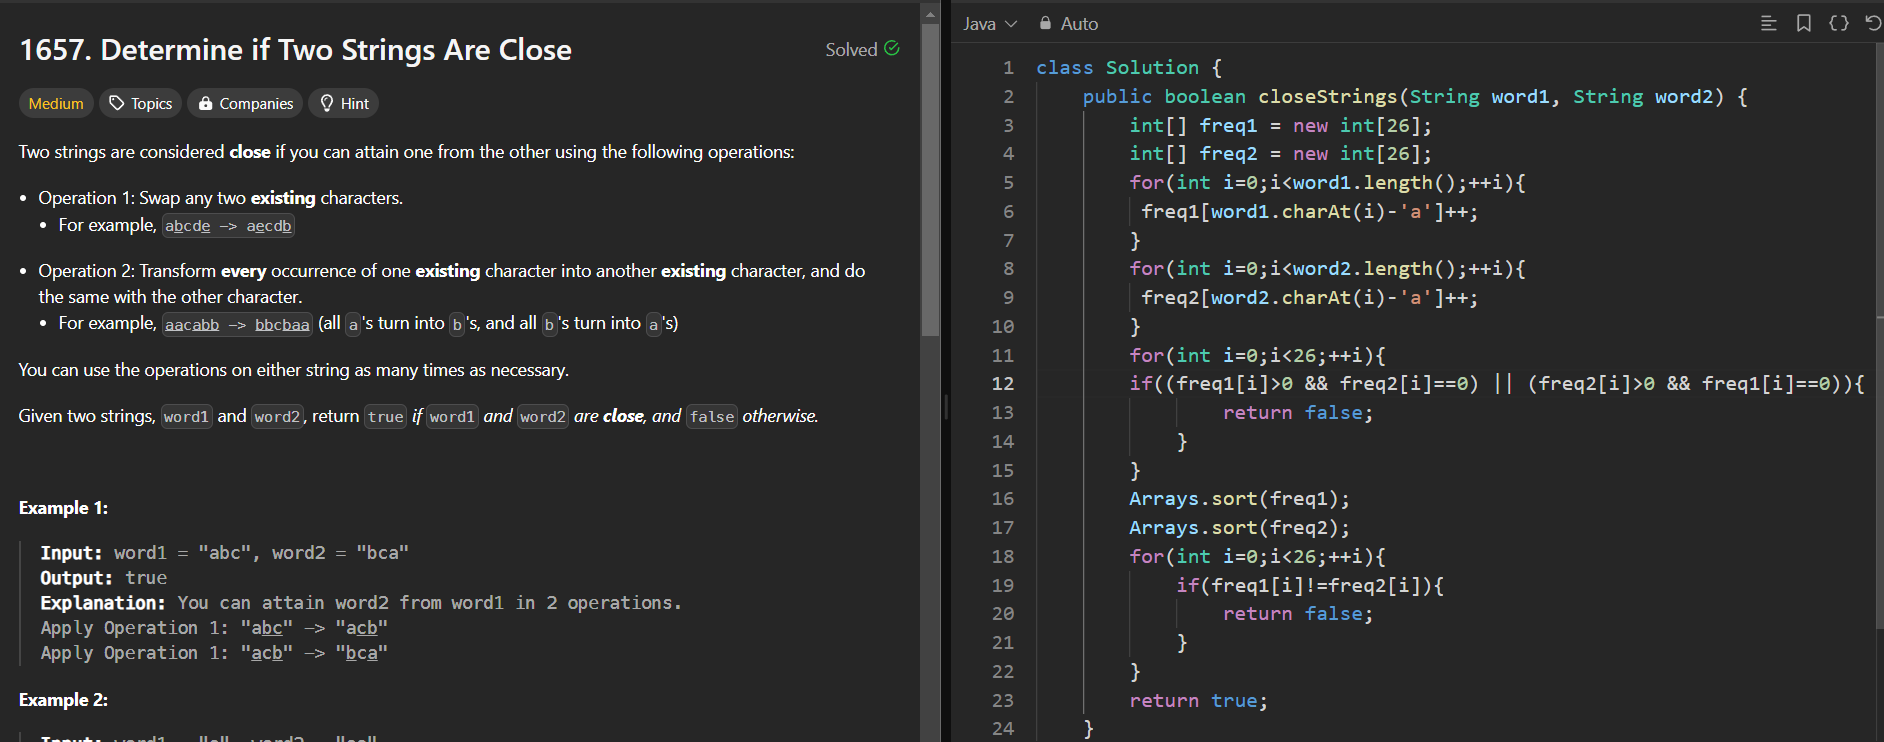 1657. Determine if Two Strings Are Close
Solved
Medium Topics Companies Hint
Two strings are considered close if you can attain one from the other using the following operations:
• Operation 1: Swap any two existing characters.
• For example, abcde -> aecdb
• Operation 2: Transform every occurrence of one existing character into another existing character, and do
the same with the other character.
• For example, aacabb -> bbcbaa (all a's turn into b's, and all b's turn into a's)
You can use the operations on either string as many times as necessary.
Given two strings, word1 and word2, return true if word1 and word2 are close, and false otherwise.
Example 1:
Input: word1 = "abc", word2 = "bca"
Output: true
Explanation: You can attain word2 from word1 in 2 operations.
Apply Operation 1: "abc" -> "acb"
Apply Operation 1: "acb" -> "bca"
Example 2:
Input: word1 = "a", word2 = "aa"
Java Auto
1 class Solution {
2 public boolean closeStrings(String word1, String word2) {
3 int[] freq1 = new int[26];
4 int[] freq2 = new int[26];
5 for(int i=0;i<word1.length();++i){
6 freq1[word1.charAt(i)-'a']++;
7 }
8 for(int i=0;i<word2.length();++i){
9 freq2[word2.charAt(i)-'a']++;
10 }
11 for(int i=0;i<26;++i){
12 if((freq1[i]>0 && freq2[i]==0) || (freq2[i]>0 && freq1[i]==0)){
13 return false;
14 }
15 }
16 Arrays.sort(freq1);
17 Arrays.sort(freq2);
18 for(int i=0;i<26;++i){
19 if(freq1[i]!=freq2[i]){
20 return false;
21 }
22 }
23 return true;
24 }